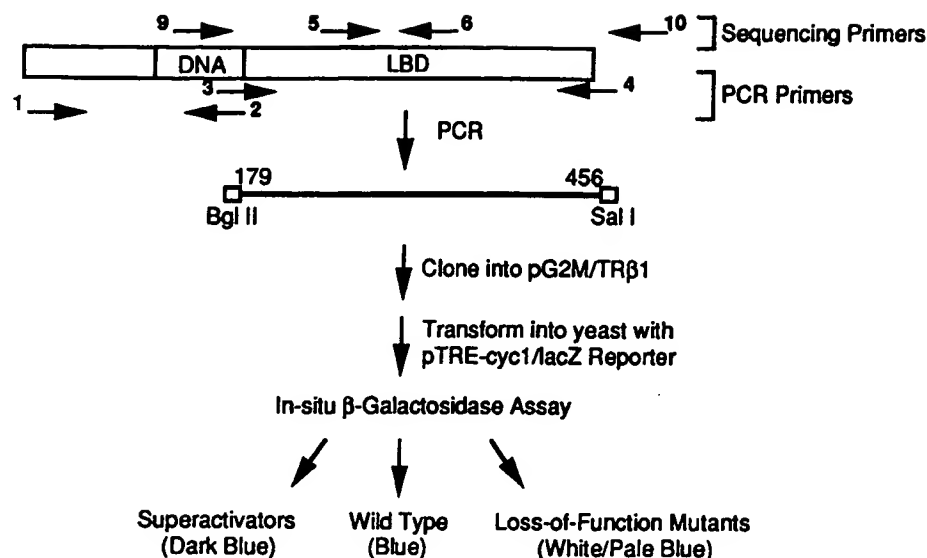 9 5 6 10 Sequencing Primers
DNA LBD
3 4
1 2 PCR Primers
PCR
179 456
Bgl II Sal I
Clone into pG2M/TRβ1
Transform into yeast with
pTRE-cyc1/lacZ Reporter
In-situ β-Galactosidase Assay
Superactivators Wild Type Loss-of-Function Mutants
(Dark Blue) (Blue) (White/Pale Blue)